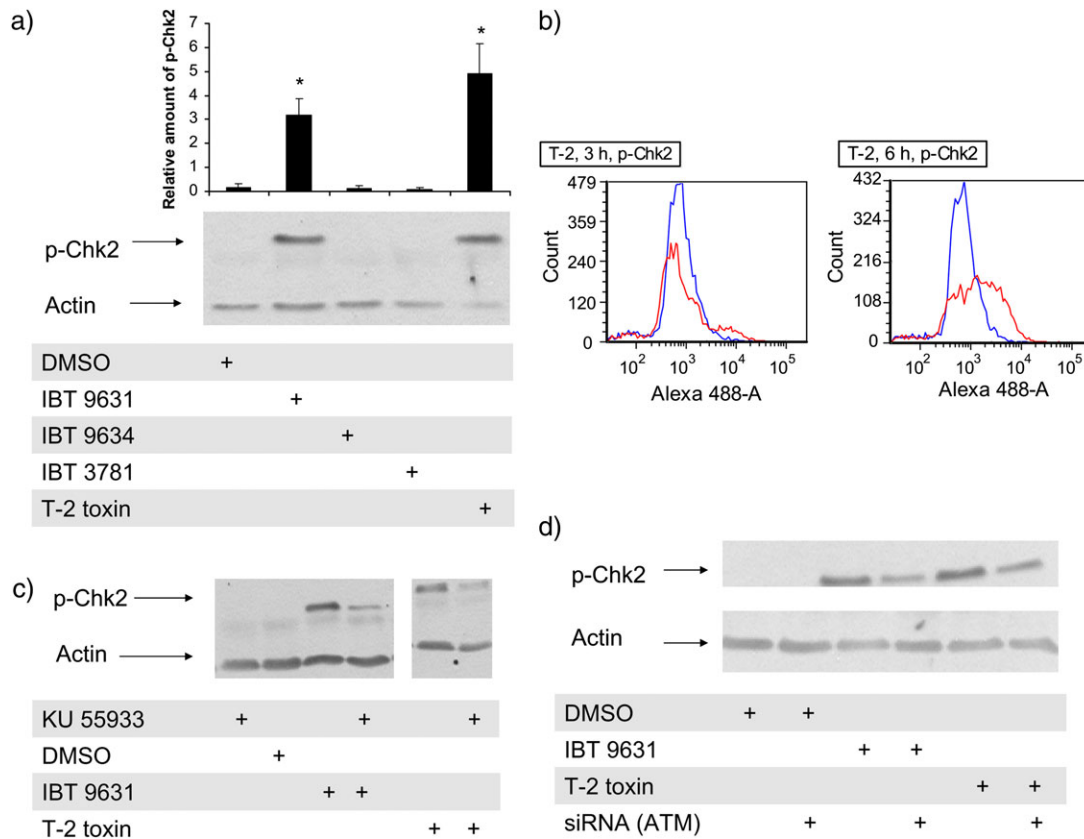 a)
Relative amount of p-Chk2
7
6
5
4
3
2
1
0
*
*
p-Chk2
Actin
DMSO +
IBT 9631 +
IBT 9634 +
IBT 3781 +
T-2 toxin +
b)
T-2, 3 h, p-Chk2
479
359
240
120
0
Count
10² 10³ 10⁴ 10⁵
Alexa 488-A
T-2, 6 h, p-Chk2
432
324
216
108
0
Count
10² 10³ 10⁴ 10⁵
Alexa 488-A
c)
p-Chk2
Actin
KU 55933 + + +
DMSO +
IBT 9631 + +
T-2 toxin + +
d)
p-Chk2
Actin
DMSO + +
IBT 9631 + +
T-2 toxin + +
siRNA (ATM) + + +